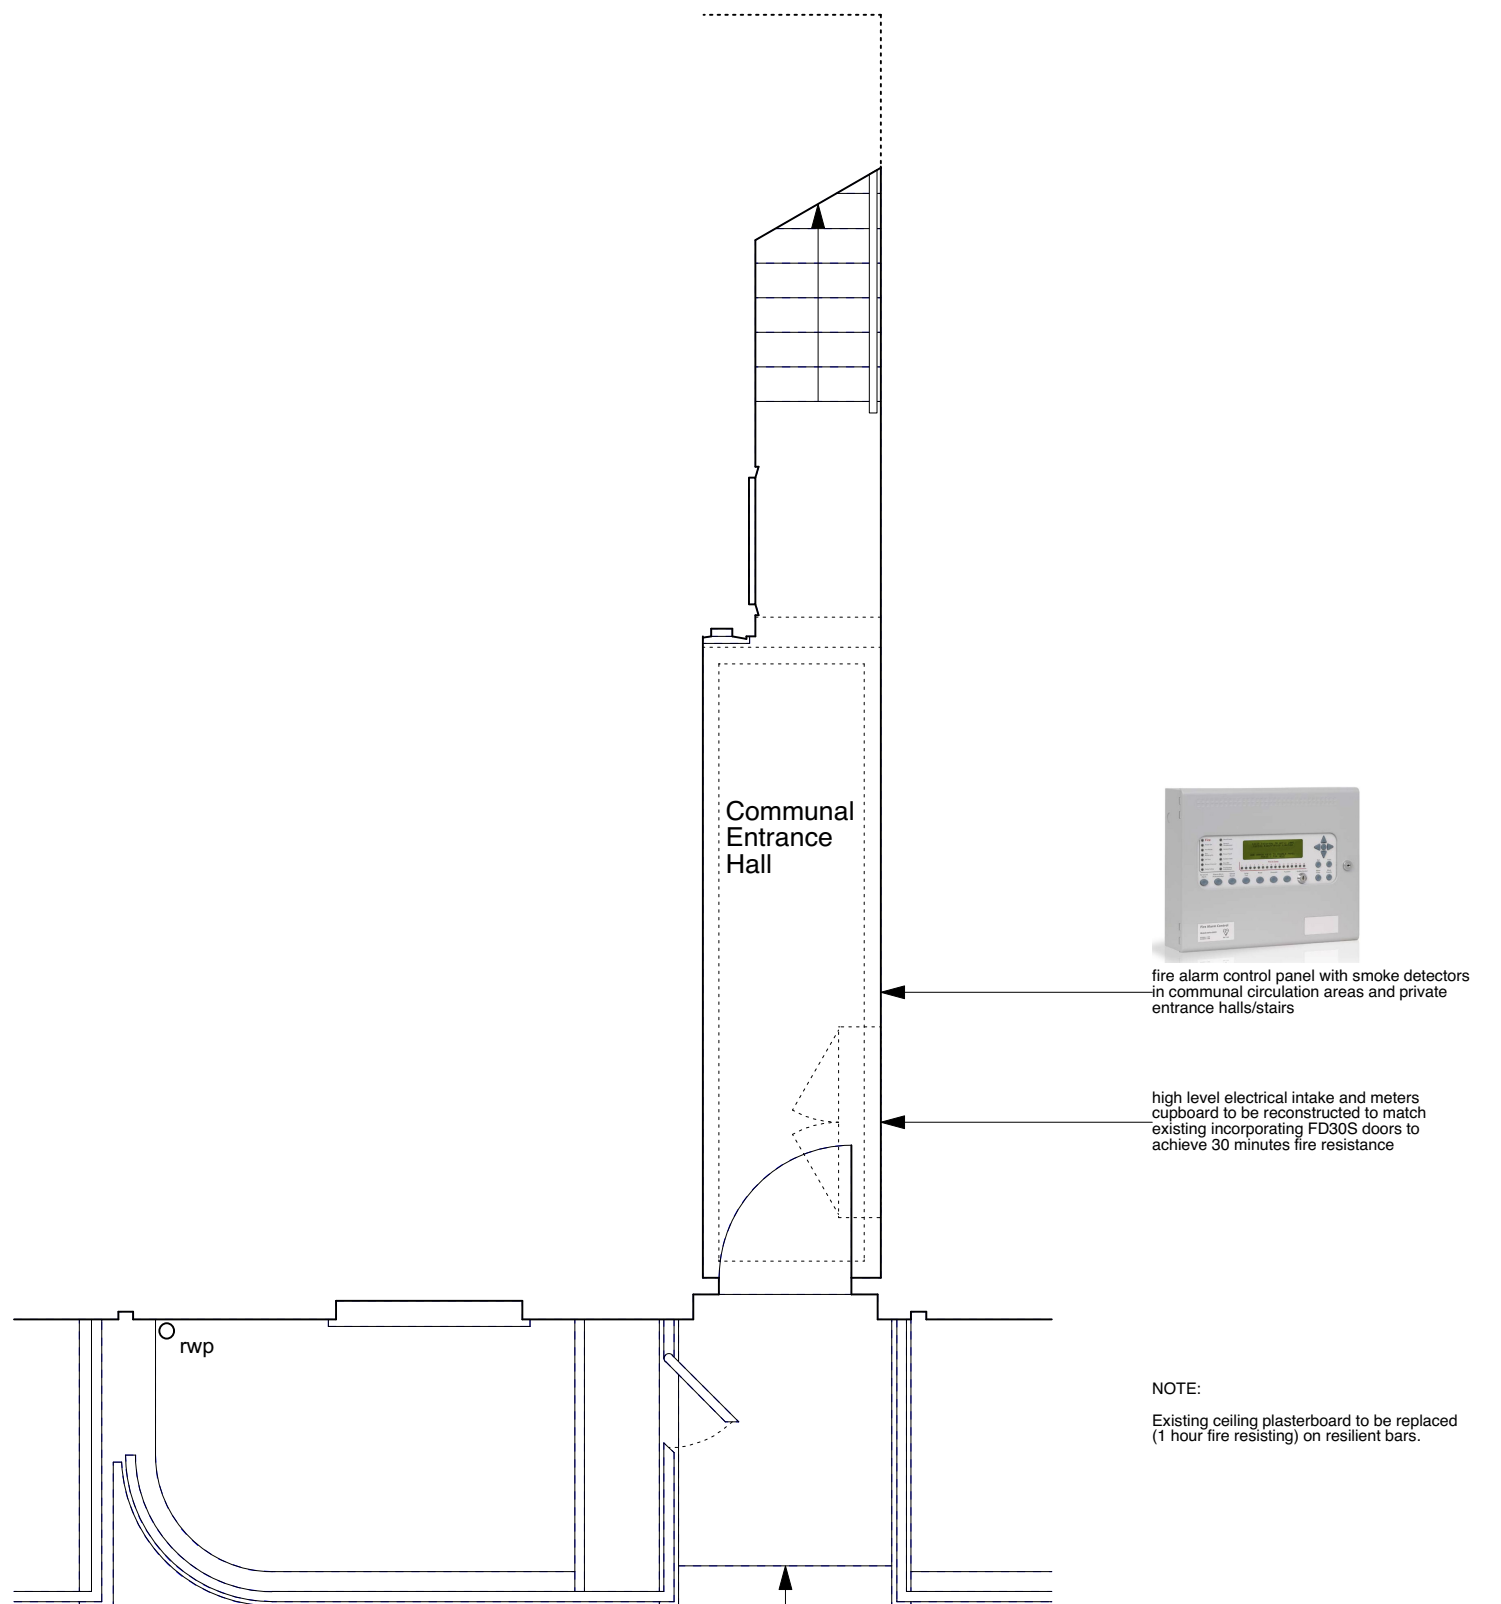 Communal
Entrance
Hall
fire alarm control panel with smoke detectors
in communal circulation areas and private
entrance halls/stairs
high level electrical intake and meters
cupboard to be reconstructed to match
existing incorporating FD30S doors to
achieve 30 minutes fire resistance
rwp
NOTE:
Existing ceiling plasterboard to be replaced
(1 hour fire resisting) on resilient bars.